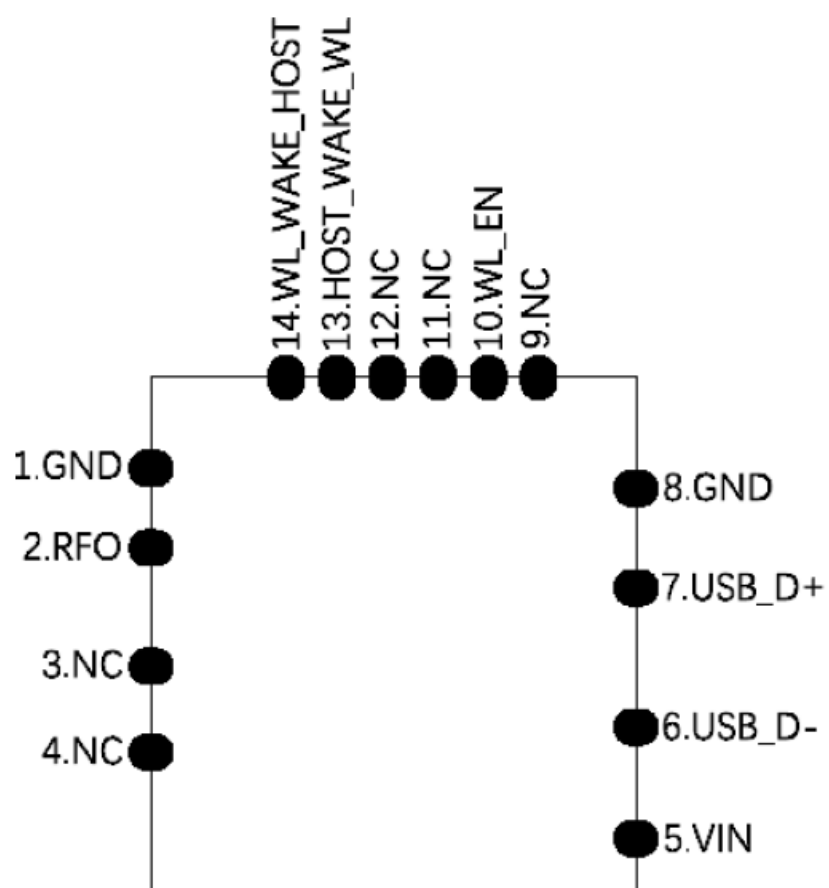 14.WL_WAKE_HOST
13.HOST_WAKE_WL
12.NC
11.NC
10.WL_EN
9.NC
1.GND
2.RFO
3.NC
4.NC
8.GND
7.USB_D+
6.USB_D-
5.VIN